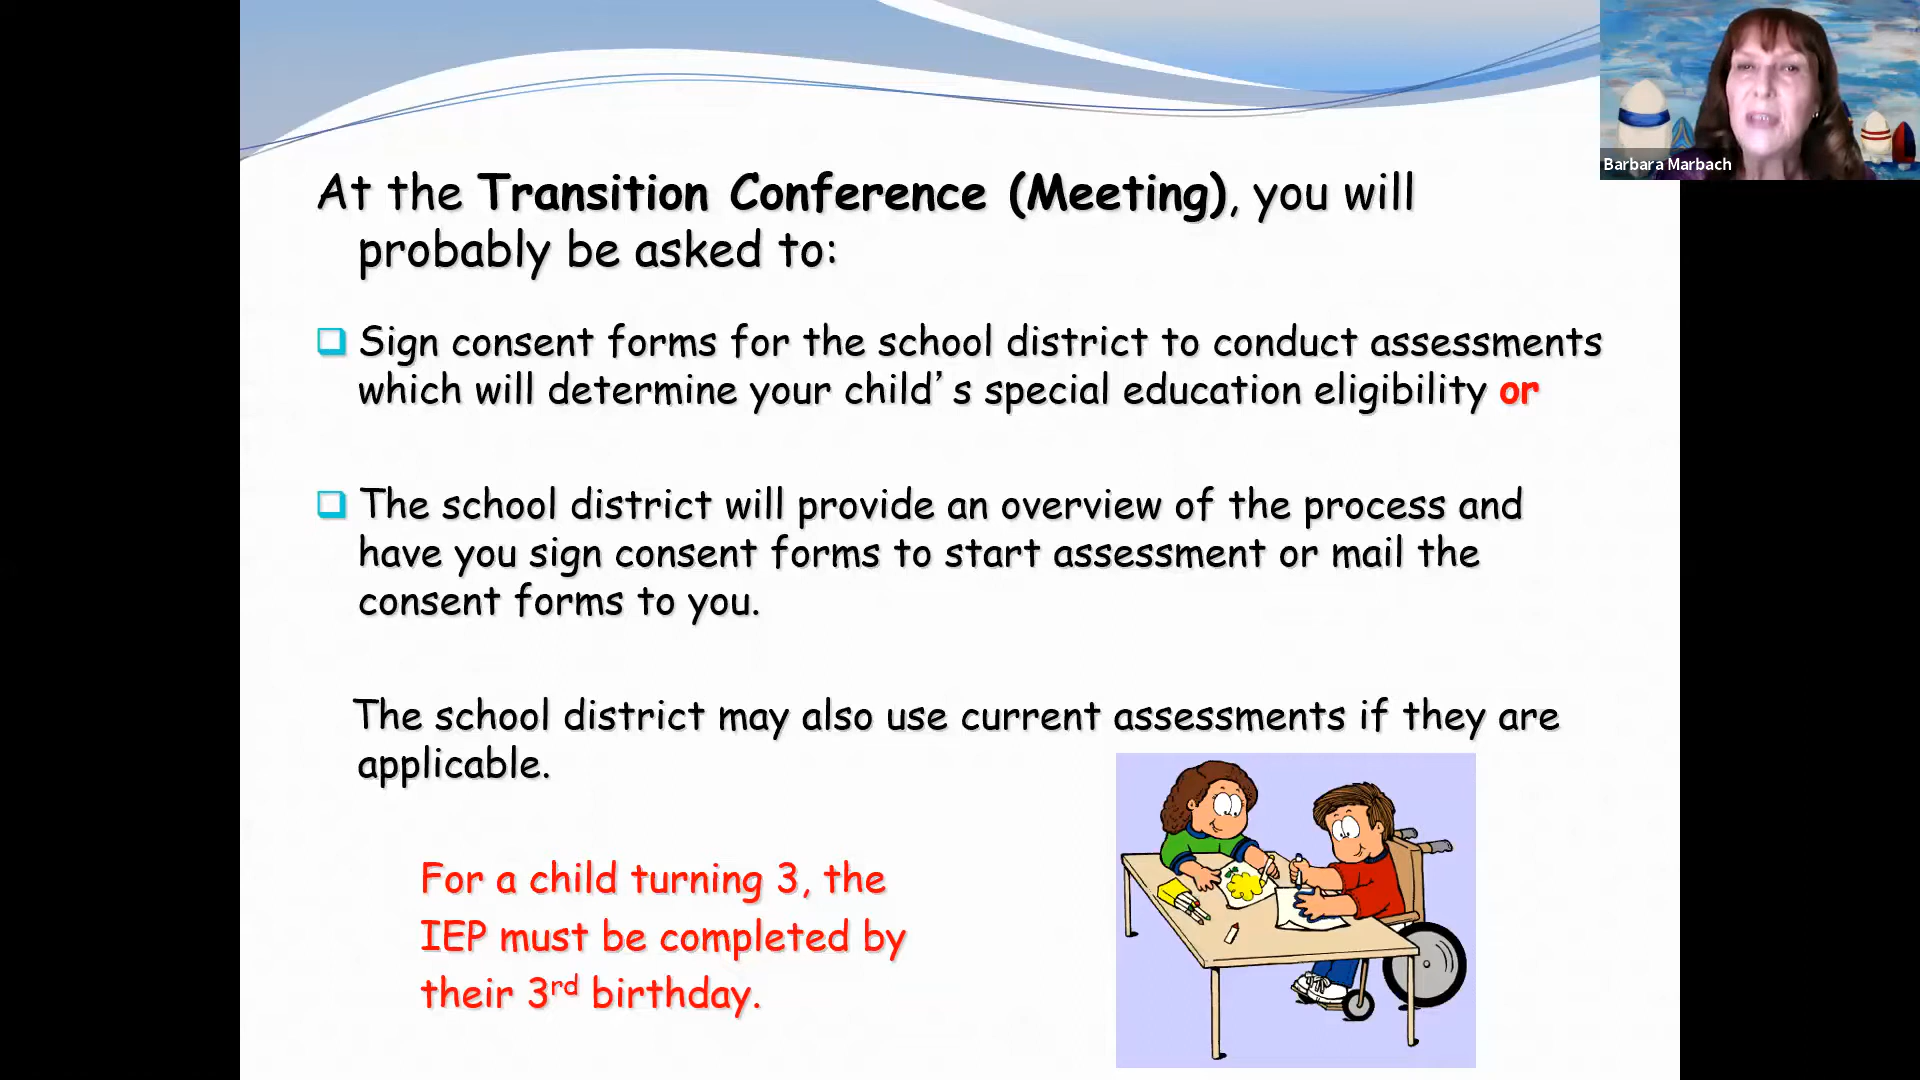 Barbara Marbach
At the Transition Conference (Meeting), you will
probably be asked to:
Sign consent forms for the school district to conduct assessments
which will determine your child’s special education eligibility or
The school district will provide an overview of the process and
have you sign consent forms to start assessment or mail the
consent forms to you.
The school district may also use current assessments if they are
applicable.
For a child turning 3, the
IEP must be completed by
their 3rd birthday.